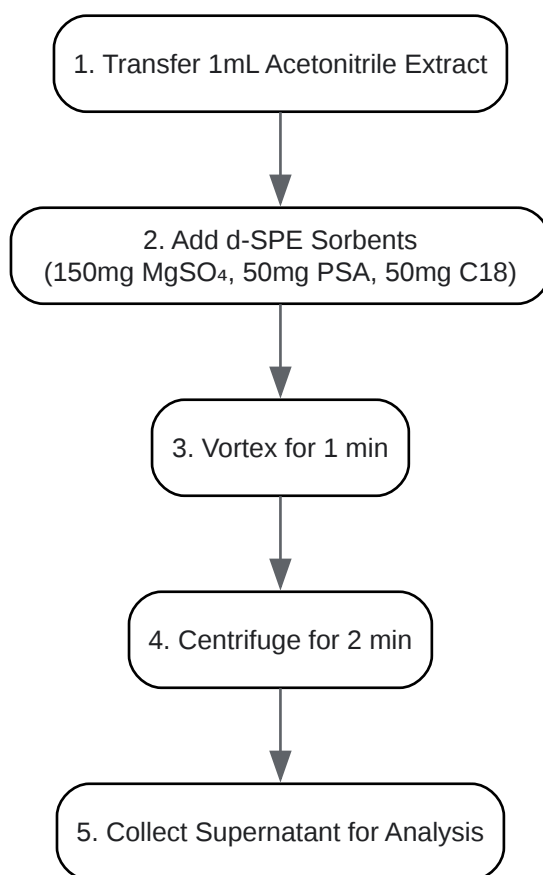 1. Transfer 1mL Acetonitrile Extract
2. Add d-SPE Sorbents
(150mg MgSO₄, 50mg PSA, 50mg C18)
3. Vortex for 1 min
4. Centrifuge for 2 min
5. Collect Supernatant for Analysis